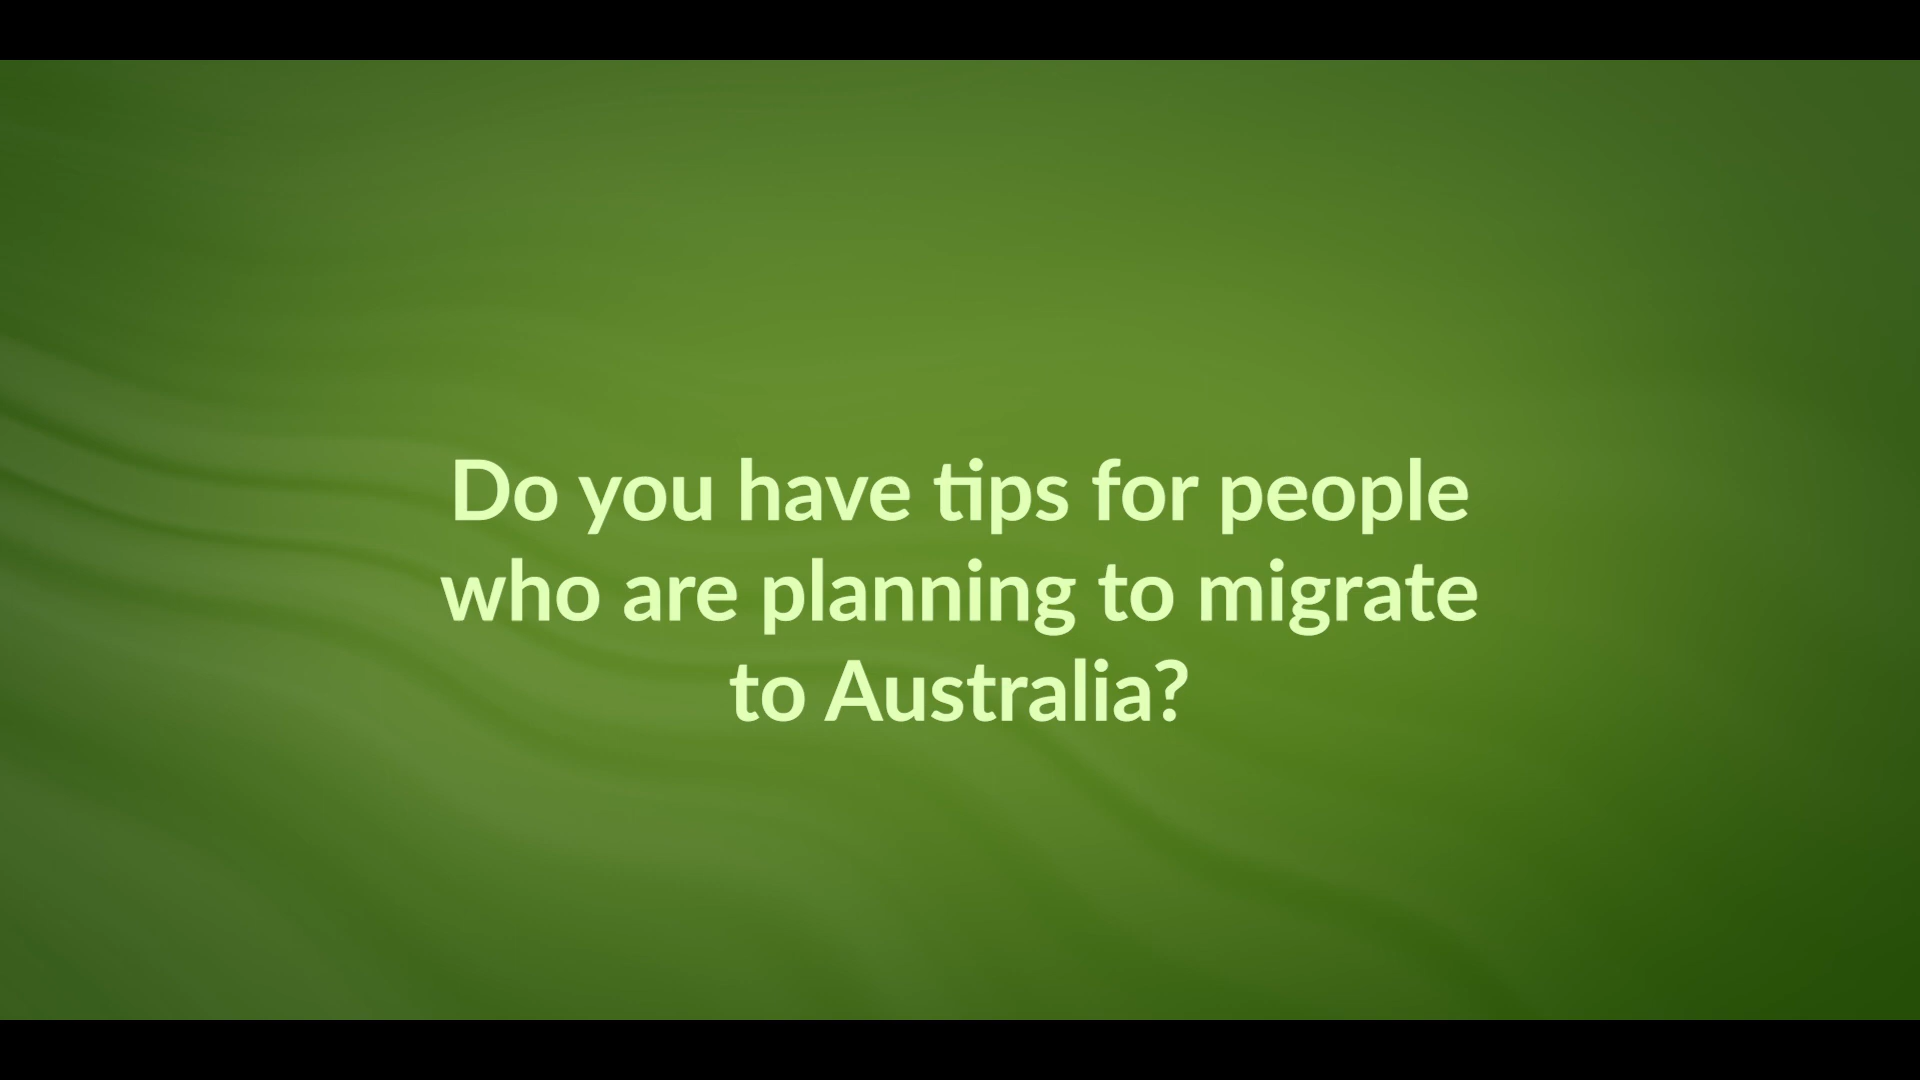 Do you have tips for people
who are planning to migrate
to Australia?